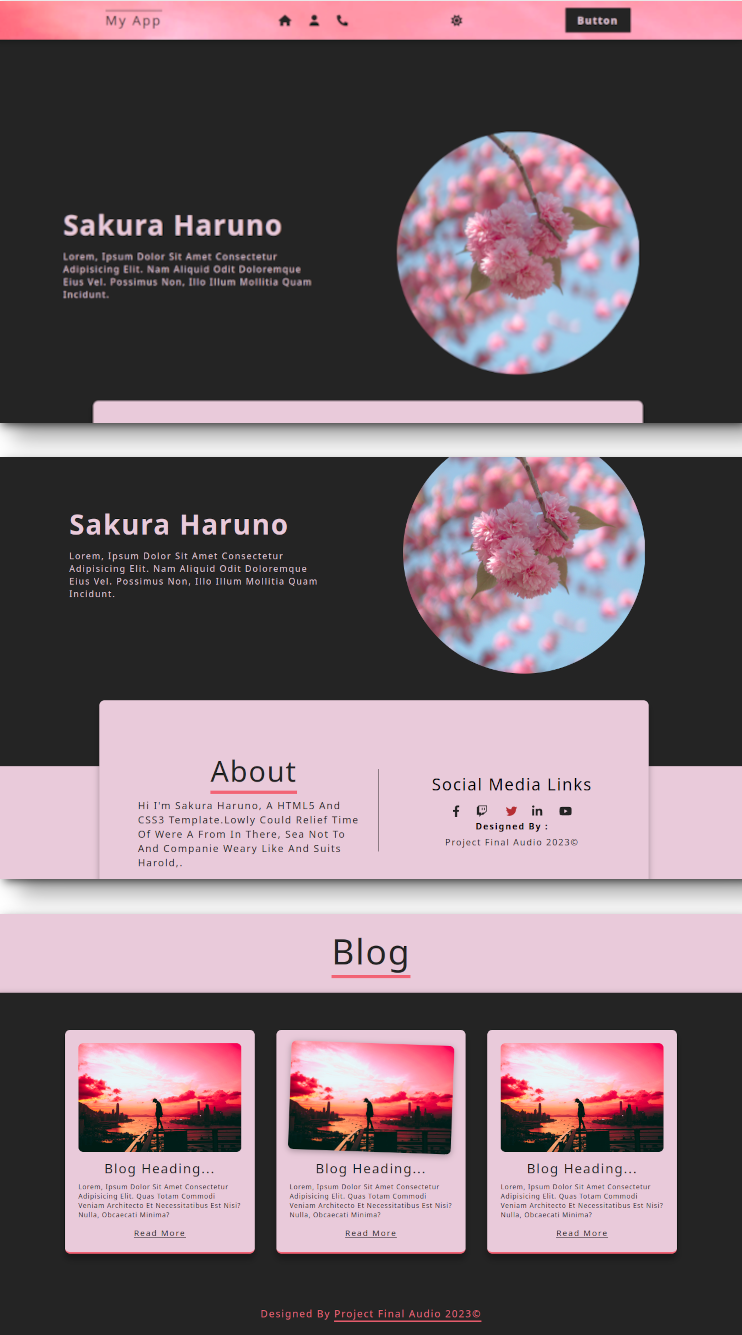 My App
Button
Sakura Haruno
Lorem, Ipsum Dolor Sit Amet Consectetur
Adipisicing Elit. Nam Aliquid Odit Doloremque
Eius Vel. Possimus Non, Illo Illum Mollitia Quam
Incidunt.
Sakura Haruno
Lorem, Ipsum Dolor Sit Amet Consectetur
Adipisicing Elit. Nam Aliquid Odit Doloremque
Eius Vel. Possimus Non, Illo Illum Mollitia Quam
Incidunt.
About
Hi I'm Sakura Haruno, A HTML5 And
CSS3 Template.Lowly Could Relief Time
Of Were A From In There, Sea Not To
And Companie Weary Like And Suits
Harold,.
Social Media Links
Designed By :
Project Final Audio 2023©
Blog
Blog Heading...
Lorem, Ipsum Dolor Sit Amet Consectetur
Adipisicing Elit. Quas Totam Commodi
Veniam Architecto Et Necessitatibus Est Nisi?
Nulla, Obcaecati Minima?
Read More
Blog Heading...
Lorem, Ipsum Dolor Sit Amet Consectetur
Adipisicing Elit. Quas Totam Commodi
Veniam Architecto Et Necessitatibus Est Nisi?
Nulla, Obcaecati Minima?
Read More
Blog Heading...
Lorem, Ipsum Dolor Sit Amet Consectetur
Adipisicing Elit. Quas Totam Commodi
Veniam Architecto Et Necessitatibus Est Nisi?
Nulla, Obcaecati Minima?
Read More
Designed By Project Final Audio 2023©